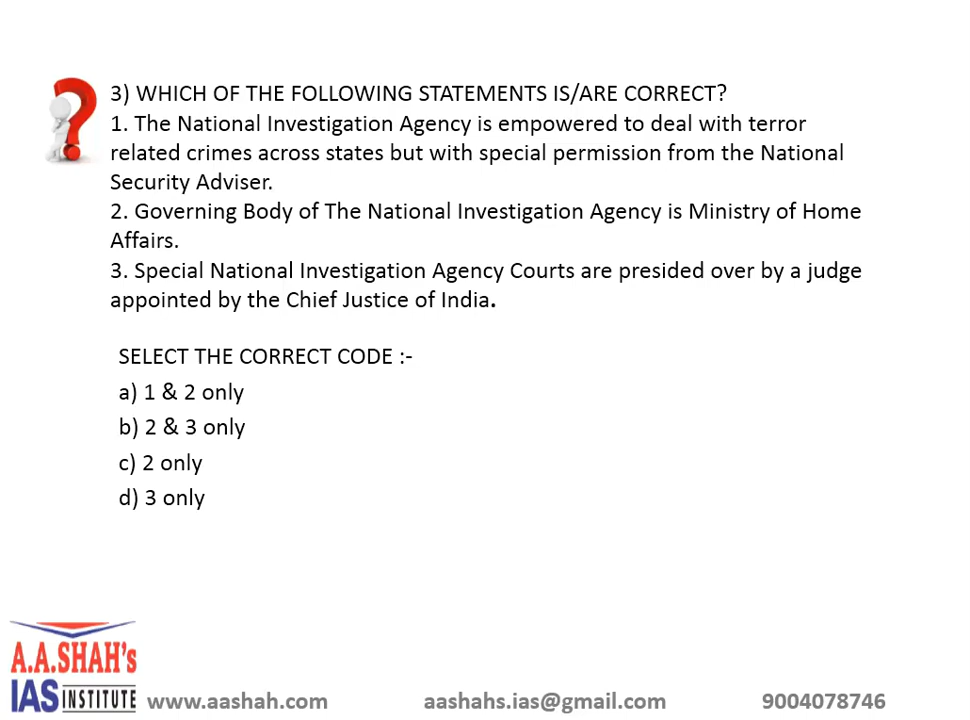 3) WHICH OF THE FOLLOWING STATEMENTS IS/ARE CORRECT?
1. The National Investigation Agency is empowered to deal with terror
related crimes across states but with special permission from the National
Security Adviser.
2. Governing Body of The National Investigation Agency is Ministry of Home
Affairs.
3. Special National Investigation Agency Courts are presided over by a judge
appointed by the Chief Justice of India.
SELECT THE CORRECT CODE :-
a) 1 & 2 only
b) 2 & 3 only
c) 2 only
d) 3 only
A.A.SHAH's
IAS INSTITUTE
www.aashah.com aashahs.ias@gmail.com 9004078746